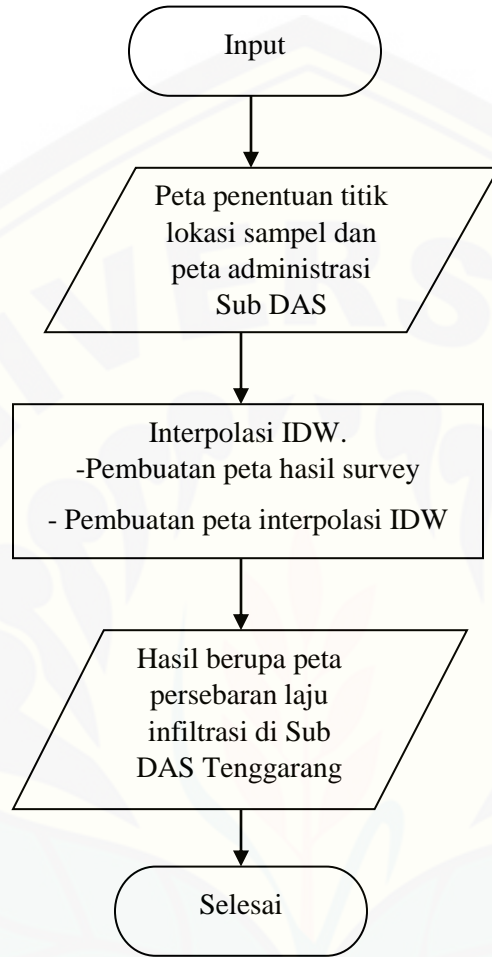 Input
Peta penentuan titik
lokasi sampel dan
peta administrasi
Sub DAS
Interpolasi IDW.
-Pembuatan peta hasil survey
- Pembuatan peta interpolasi IDW
Hasil berupa peta
persebaran laju
infiltrasi di Sub
DAS Tenggarang
Selesai